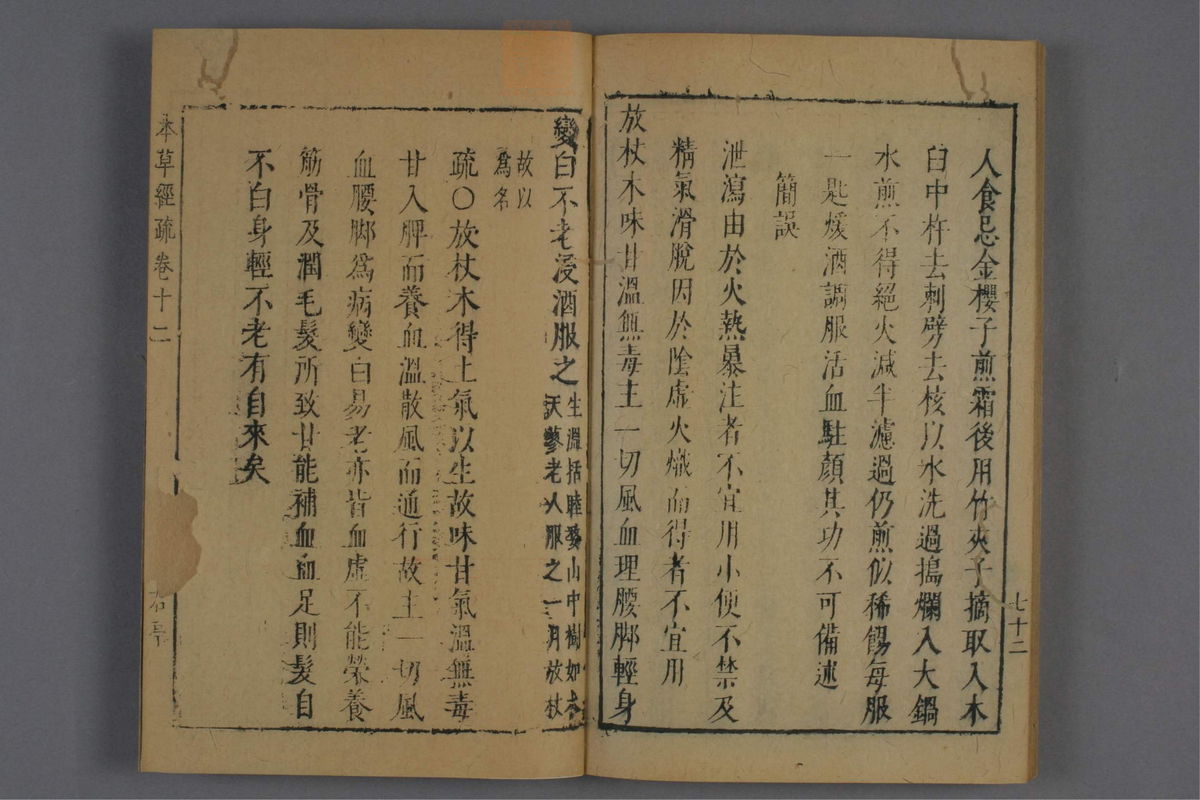 人食忌金櫻子煎霜後用竹夾子摘取入木
臼中杵去刺劈去核以水洗過搗爛入大鍋
水煎不得絕火減半濾過仍煎似稀餳每服
一匙煖酒調服活血駐顏其功不可備述
簡誤
泄瀉由於火熱暴注者不宜用小便不禁及
精氣滑脫因於陰虛火熾而得者不宜用
放杖木味甘溫無毒主一切風血理腰脚輕身
七十二
變白不老浸酒服之
生溫括睦婺山中樹如木
天蓼老人服之一月放杖
故以
為名
疏〇放杖木得土氣以生故味甘氣溫無毒
甘入脾而養血溫散風而通行故主一切風
血腰脚為病變白易老亦皆血虛不能榮養
筋骨及潤毛髮所致甘能補血血足則髮自
不白身輕不老有自來矣
本草經疏
卷十二